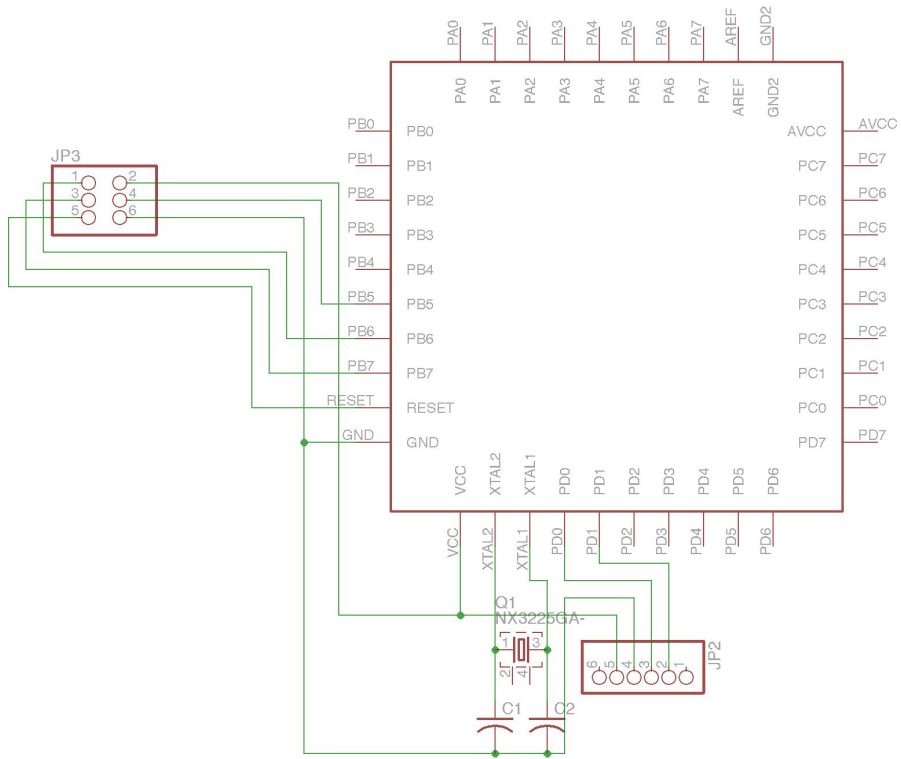 PA0 PA1 PA2 PA3 PA4 PA5 PA6 PA7 AREF GND2
PA0 PA1 PA2 PA3 PA4 PA5 PA6 PA7 AREF GND2
PB0 PB0 AVCC AVCC
JP3
PB1 PB1 PC7 PC7
1 2
PB2 PB2 PC6 PC6
3 4
5 6
PB3 PB3 PC5 PC5
PB4 PB4 PC4 PC4
PB5 PB5 PC3 PC3
PB6 PB6 PC2 PC2
PB7 PB7 PC1 PC1
RESET RESET PC0 PC0
GND GND PD7 PD7
VCC XTAL2 XTAL1 PD0 PD1 PD2 PD3 PD4 PD5 PD6
VCC XTAL2 XTAL1 PD0 PD1 PD2 PD3 PD4 PD5 PD6
Q1
NX3225GA-
1 3
2 4
6 5 4 3 2 1
JP2
C1 C2